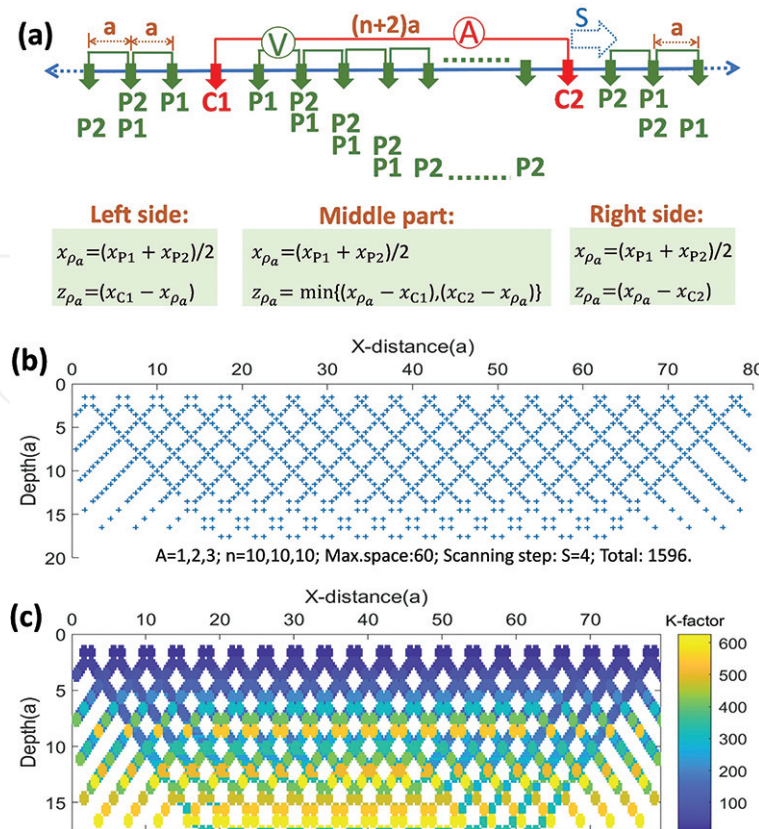 (a)
a a (n+2)a S a
V A
P2 P1 C1 P1 P2 C2 P2 P1
P2 P1 P1 P2 P2 P1
P1 P2
P1 P2 ........ P2
Left side: Middle part: Right side:
xρₐ=(xP1 + xP2)/2 xρₐ=(xP1 + xP2)/2 xρₐ=(xP1 + xP2)/2
zρₐ=(xC1 − xρₐ) zρₐ= min{(xρₐ − xC1),(xC2 − xρₐ)} zρₐ=(xρₐ − xC2)
(b)
X-distance(a)
0 10 20 30 40 50 60 70 80
0
5
10
15
20
Depth(a)
A=1,2,3; n=10,10,10; Max.space:60; Scanning step: S=4; Total: 1596.
(c)
X-distance(a)
0 10 20 30 40 50 60 70
0
5
10
15
Depth(a)
K-factor
600
500
400
300
200
100